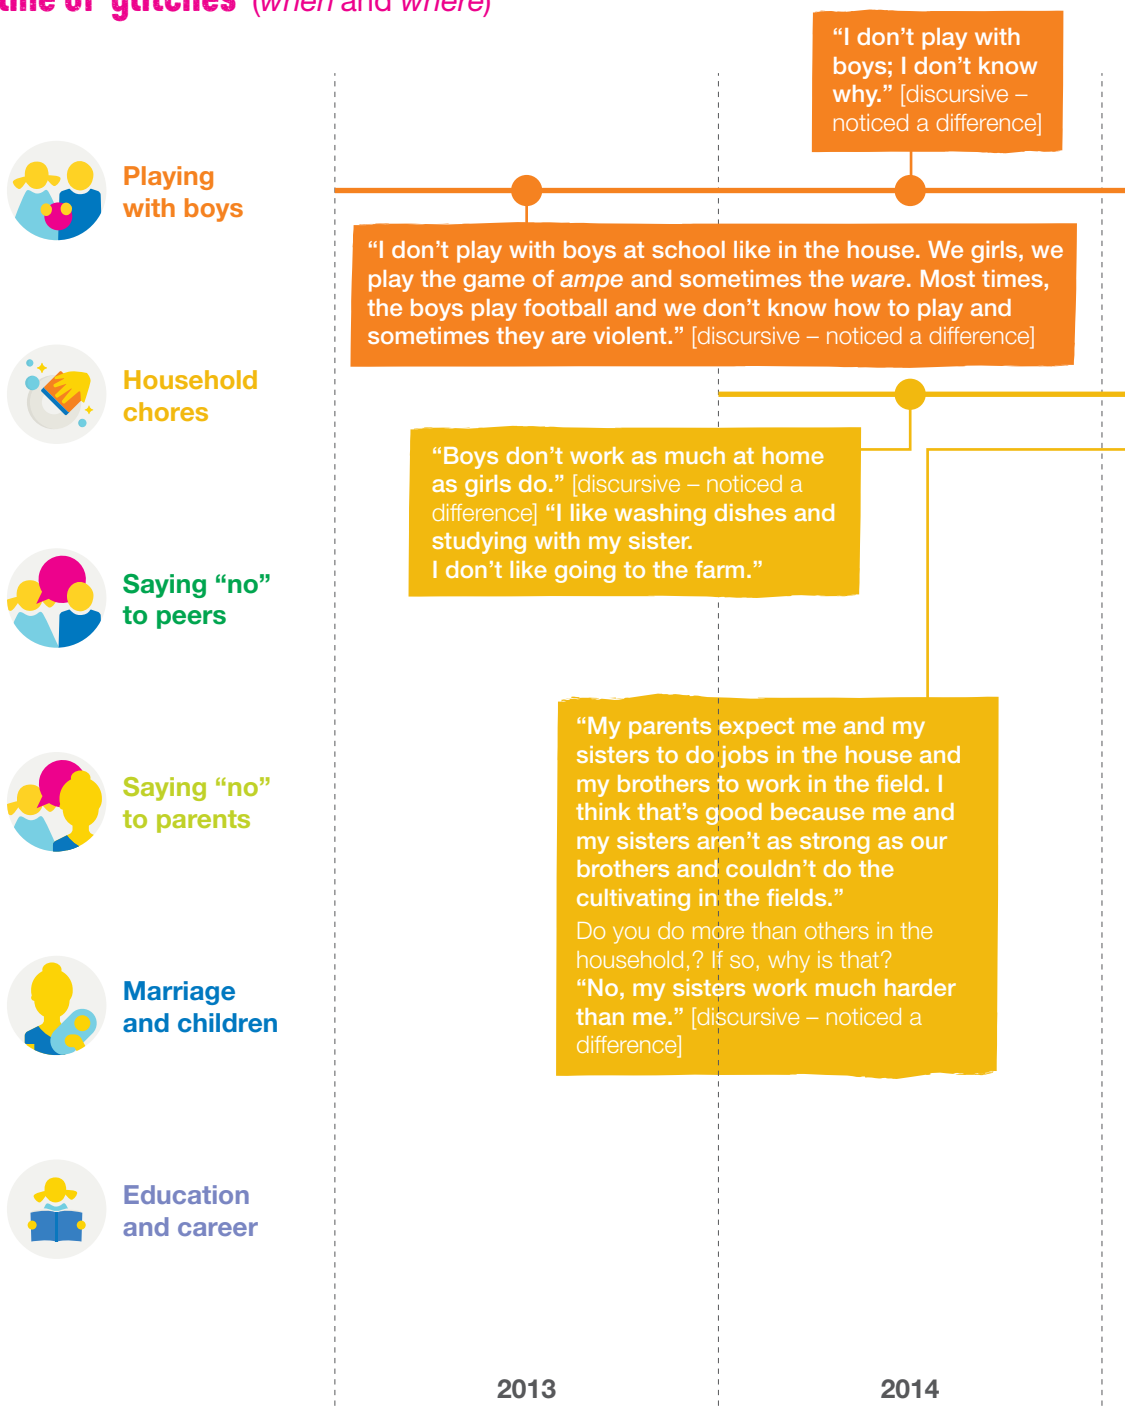 of 'glitches' (when and where)
"I don't play with
boys; I don't know
why." [discursive –
noticed a difference]
Playing
with boys
"I don't play with boys at school like in the house. We girls, we
play the game of ampe and sometimes the ware. Most times,
the boys play football and we don't know how to play and
sometimes they are violent." [discursive – noticed a difference]
Household
chores
"Boys don't work as much at home
as girls do." [discursive – noticed a
difference] "I like washing dishes and
studying with my sister.
I don't like going to the farm."
Saying "no"
to peers
"My parents expect me and my
sisters to do jobs in the house and
my brothers to work in the field. I
think that's good because me and
my sisters aren't as strong as our
brothers and couldn't do the
cultivating in the fields."
Do you do more than others in the
household,? If so, why is that?
"No, my sisters work much harder
than me." [discursive – noticed a
difference]
Saying "no"
to parents
Marriage
and children
Education
and career
2013
2014